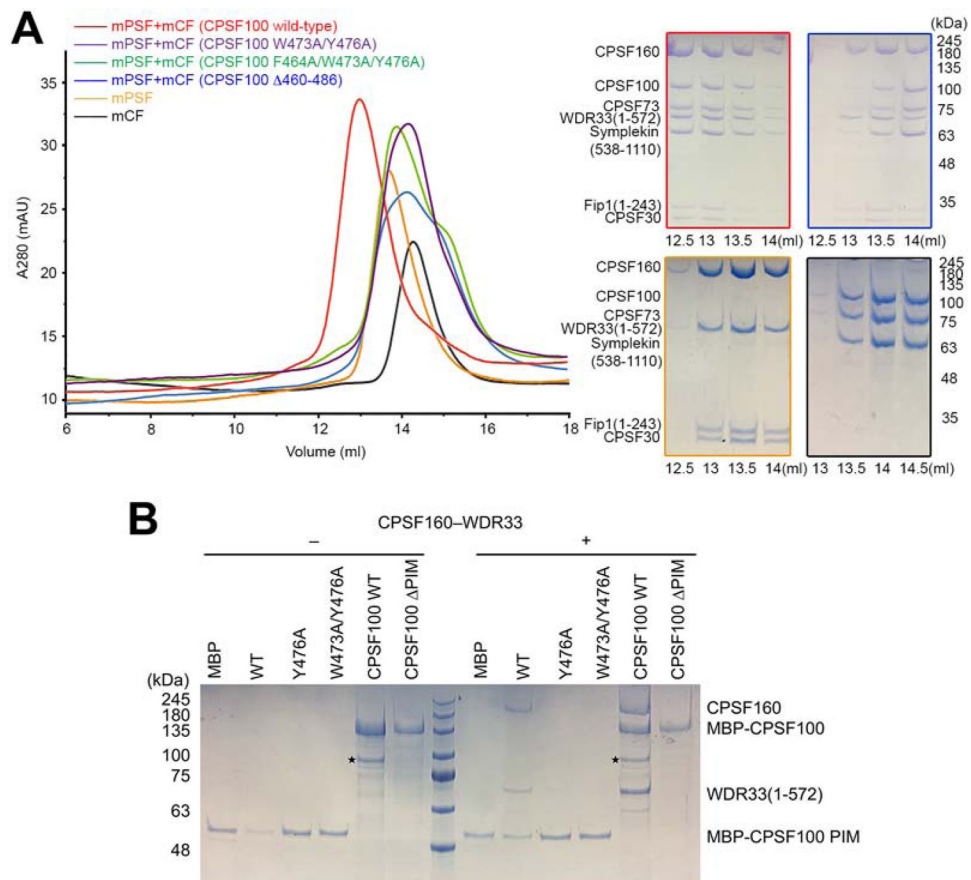 A
mPSF+mCF (CPSF100 wild-type)
mPSF+mCF (CPSF100 W473A/Y476A)
mPSF+mCF (CPSF100 F464A/W473A/Y476A)
mPSF+mCF (CPSF100 Δ460-486)
mPSF
mCF
A280 (mAU)
35
30
25
20
15
10
6 8 10 12 14 16 18
Volume (ml)
(kDa)
CPSF160
CPSF100
CPSF73
WDR33(1-572)
Symplekin
(538-1110)
Fip1(1-243)
CPSF30
245
180
135
100
75
63
48
35
12.5 13 13.5 14(ml)
12.5 13 13.5 14 (ml)
CPSF160
CPSF100
CPSF73
WDR33(1-572)
Symplekin
(538-1110)
Fip1(1-243)
CPSF30
245
180
135
100
75
63
48
35
12.5 13 13.5 14(ml)
13 13.5 14 14.5(ml)
B
CPSF160–WDR33
– +
MBP WT Y476A W473A/Y476A CPSF100 WT CPSF100 ΔPIM MBP WT Y476A W473A/Y476A CPSF100 WT CPSF100 ΔPIM
(kDa)
245
180
135
100
75
63
48
CPSF160
MBP-CPSF100
WDR33(1-572)
MBP-CPSF100 PIM